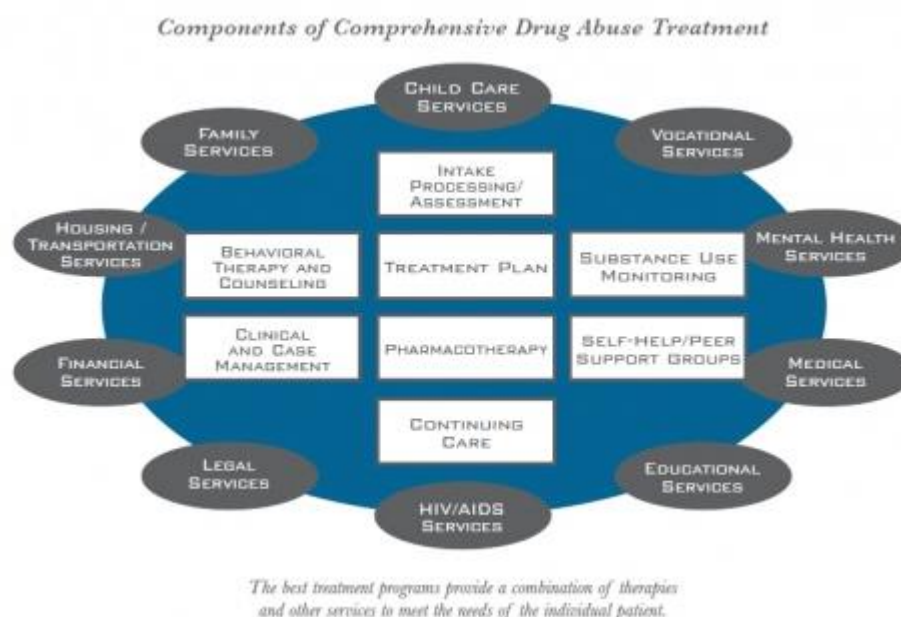 Components of Comprehensive Drug Abuse Treatment
CHILD CARE
SERVICES
FAMILY
SERVICES
VOCATIONAL
SERVICES
INTAKE
PROCESSING/
ASSESSMENT
HOUSING /
TRANSPORTATION
SERVICES
BEHAVIORAL
THERAPY AND
COUNSELING
TREATMENT PLAN
SUBSTANCE USE
MONITORING
MENTAL HEALTH
SERVICES
FINANCIAL
SERVICES
CLINICAL
AND CASE
MANAGEMENT
PHARMACOTHERAPY
SELF-HELP/PEER
SUPPORT GROUPS
MEDICAL
SERVICES
CONTINUING
CARE
LEGAL
SERVICES
HIV/AIDS
SERVICES
EDUCATIONAL
SERVICES
The best treatment programs provide a combination of therapies
and other services to meet the needs of the individual patient.